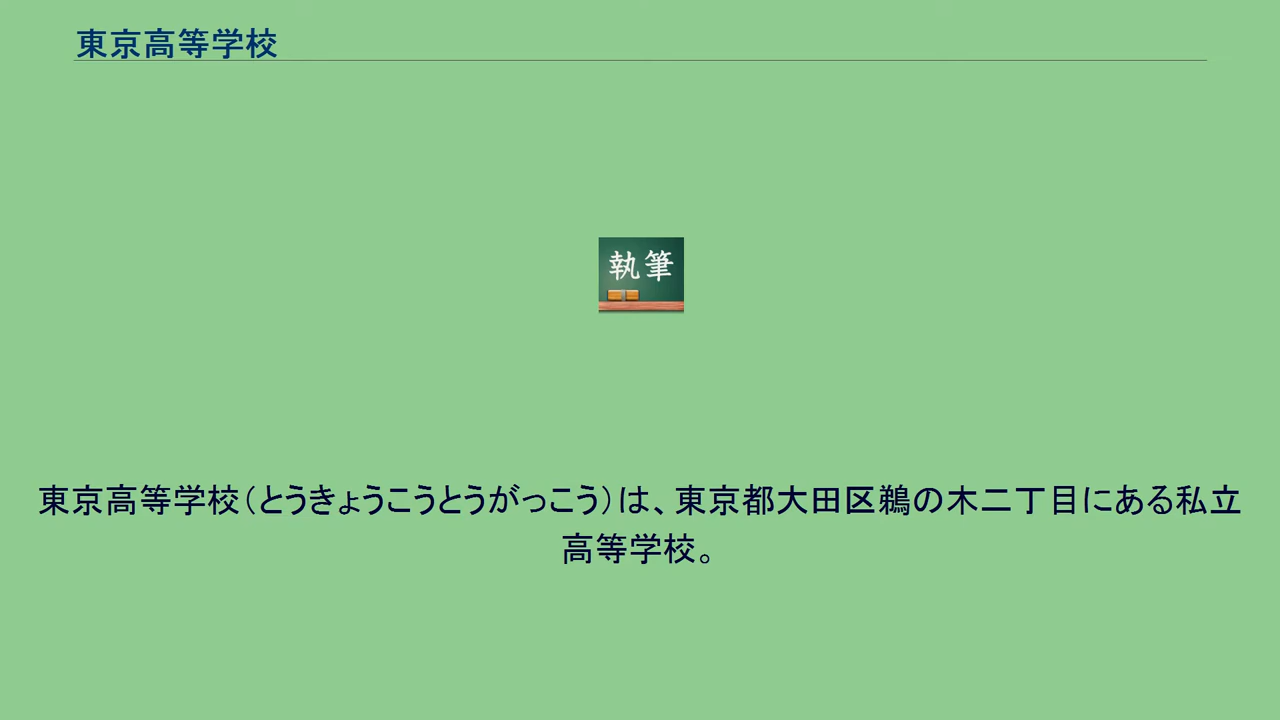 東京高等学校
執筆
東京高等学校（とうきょうこうとうがっこう）は、東京都大田区鵜の木二丁目にある私立
高等学校。